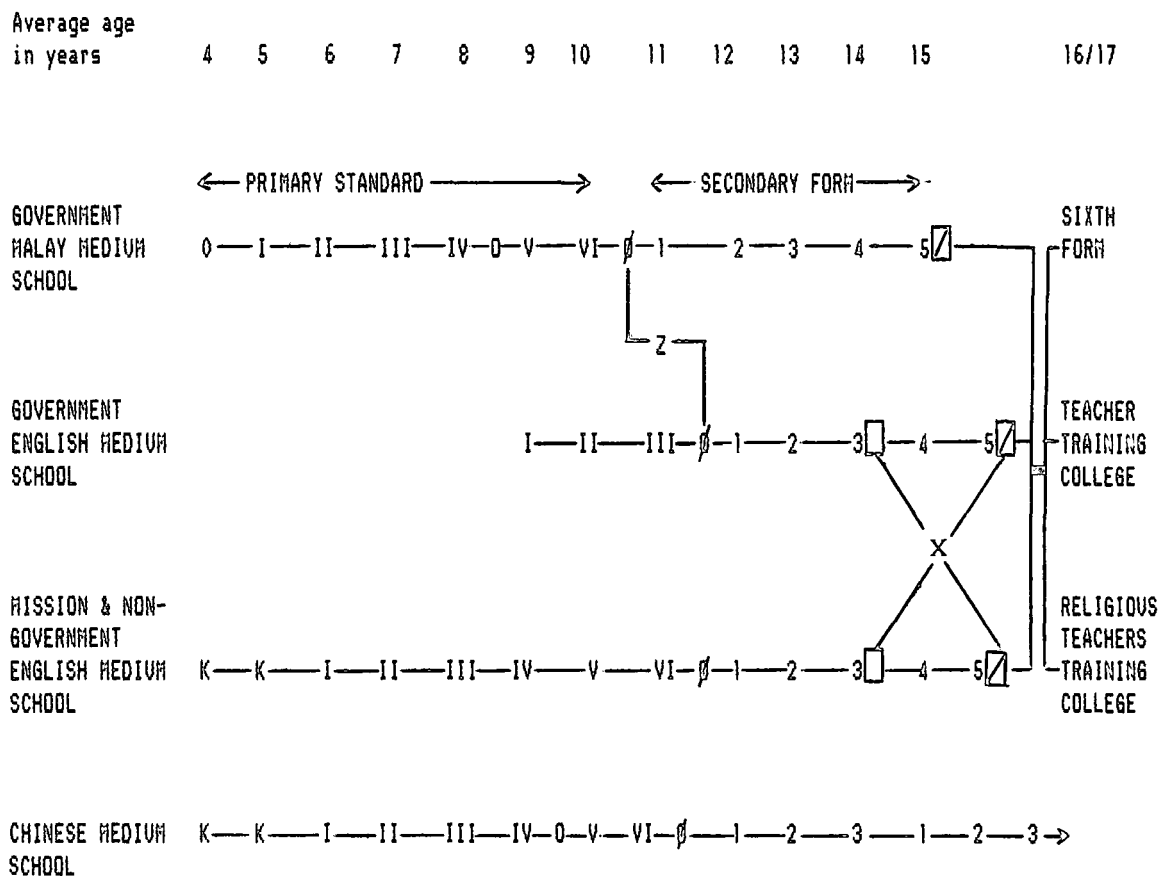 Average age
in years 4 5 6 7 8 9 10 11 12 13 14 15 16/17
← PRIMARY STANDARD → ← SECONDARY FORM →
GOVERNMENT
MALAY MEDIUM
SCHOOL
O I II III IV O V VI Ø 1 2 3 4 5
SIXTH
FORM
Z
GOVERNMENT
ENGLISH MEDIUM
SCHOOL
I II III Ø 1 2 3 4 5
TEACHER
TRAINING
COLLEGE
X
MISSION & NON-
GOVERNMENT
ENGLISH MEDIUM
SCHOOL
K K I II III IV V VI Ø 1 2 3 4 5
RELIGIOUS
TEACHERS
TRAINING
COLLEGE
CHINESE MEDIUM
SCHOOL
K K I II III IV O V VI Ø 1 2 3 1 2 3 →